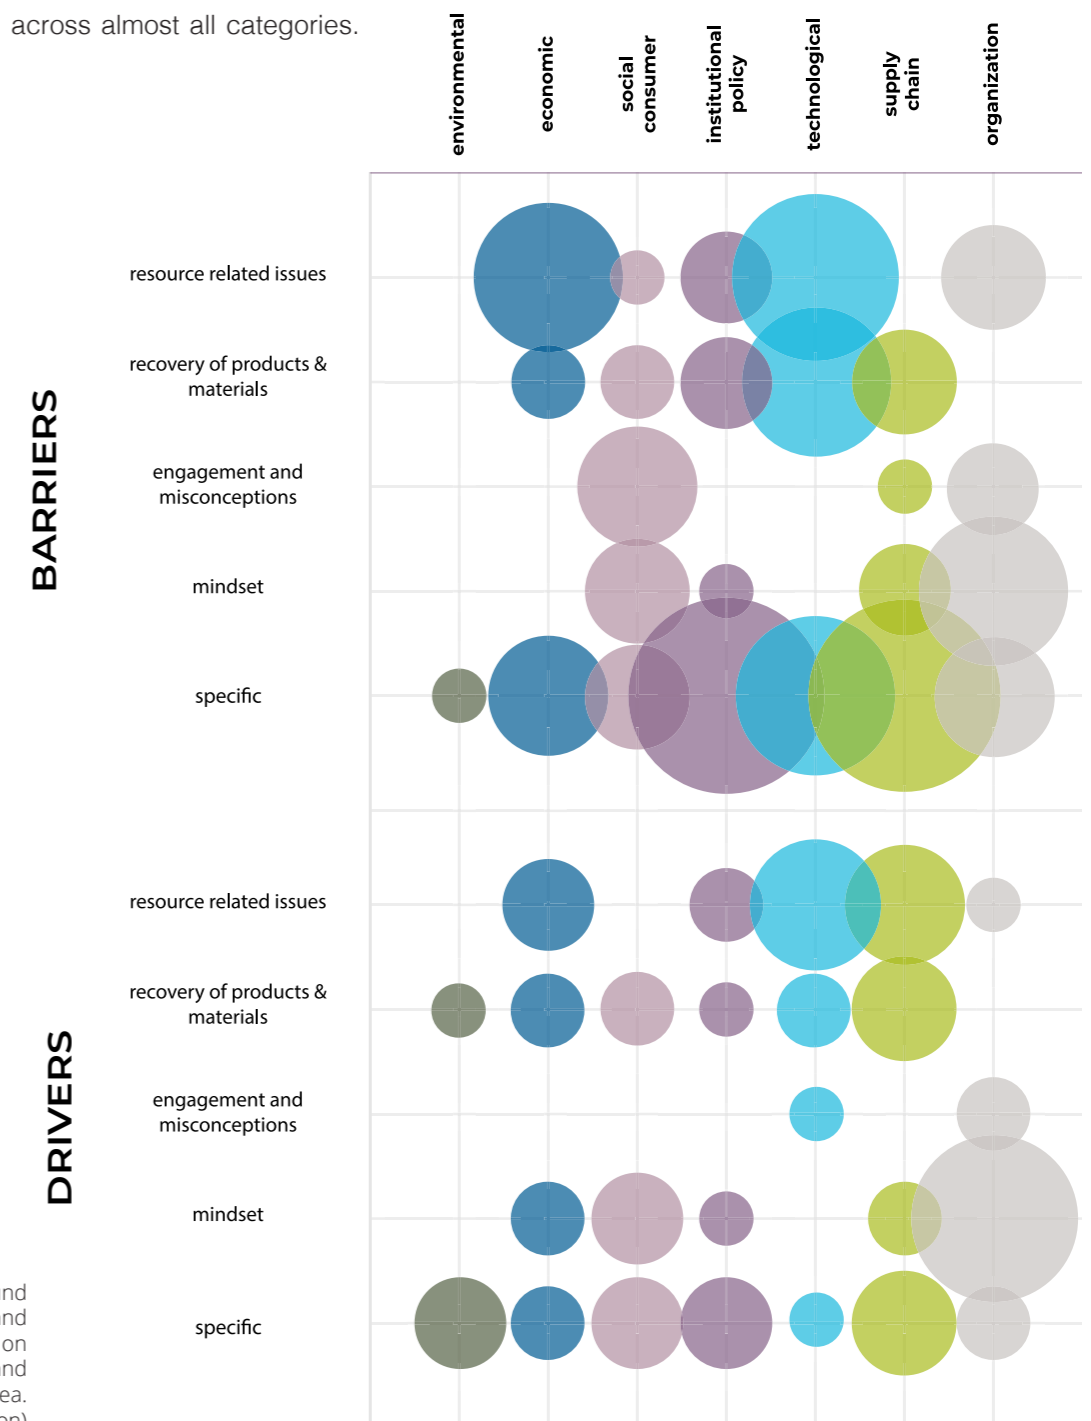 across almost all categories.
environmental
economic
social
consumer
institutional
policy
technological
supply
chain
organization
BARRIERS
resource related issues
recovery of products &
materials
engagement and
misconceptions
mindset
specific
DRIVERS
resource related issues
recovery of products &
materials
engagement and
misconceptions
mindset
specific